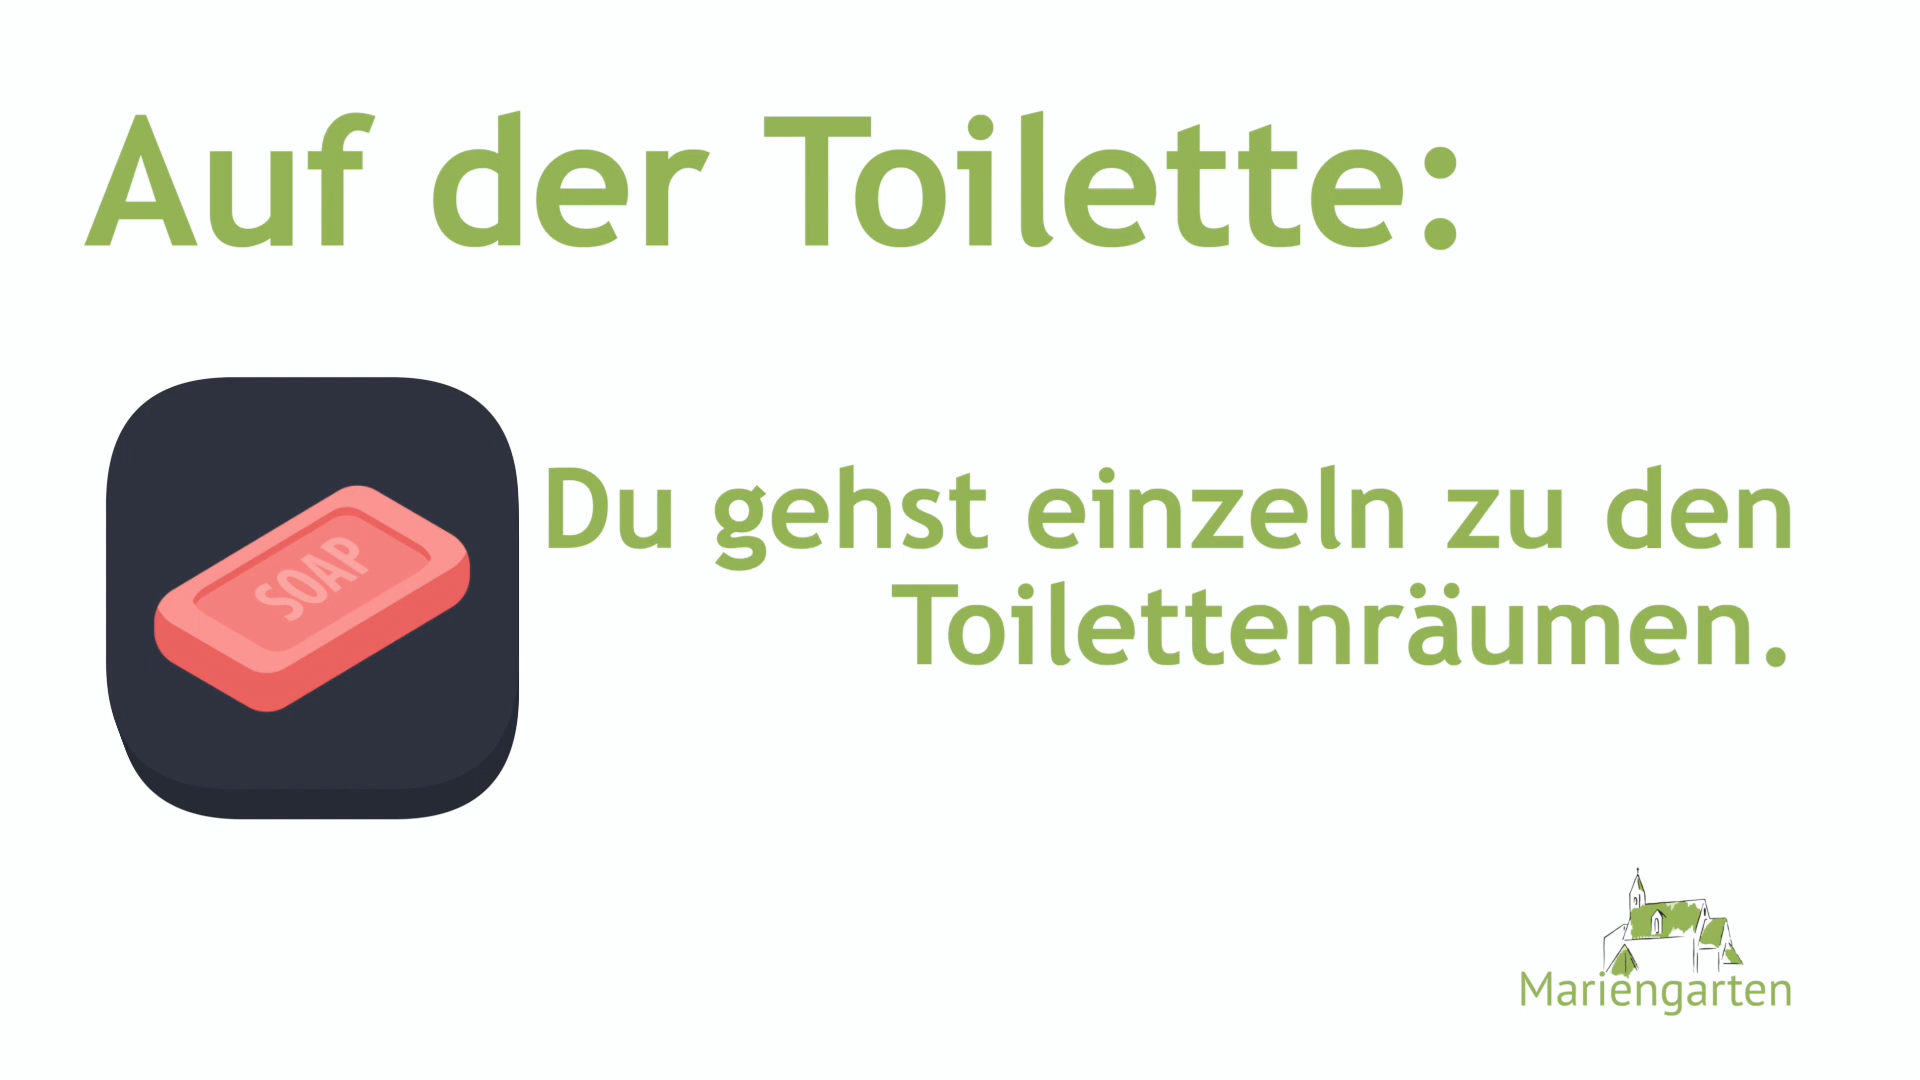 Auf der Toilette:
SOAP
Du gehst einzeln zu den
Toilettenräumen.
Mariengarten